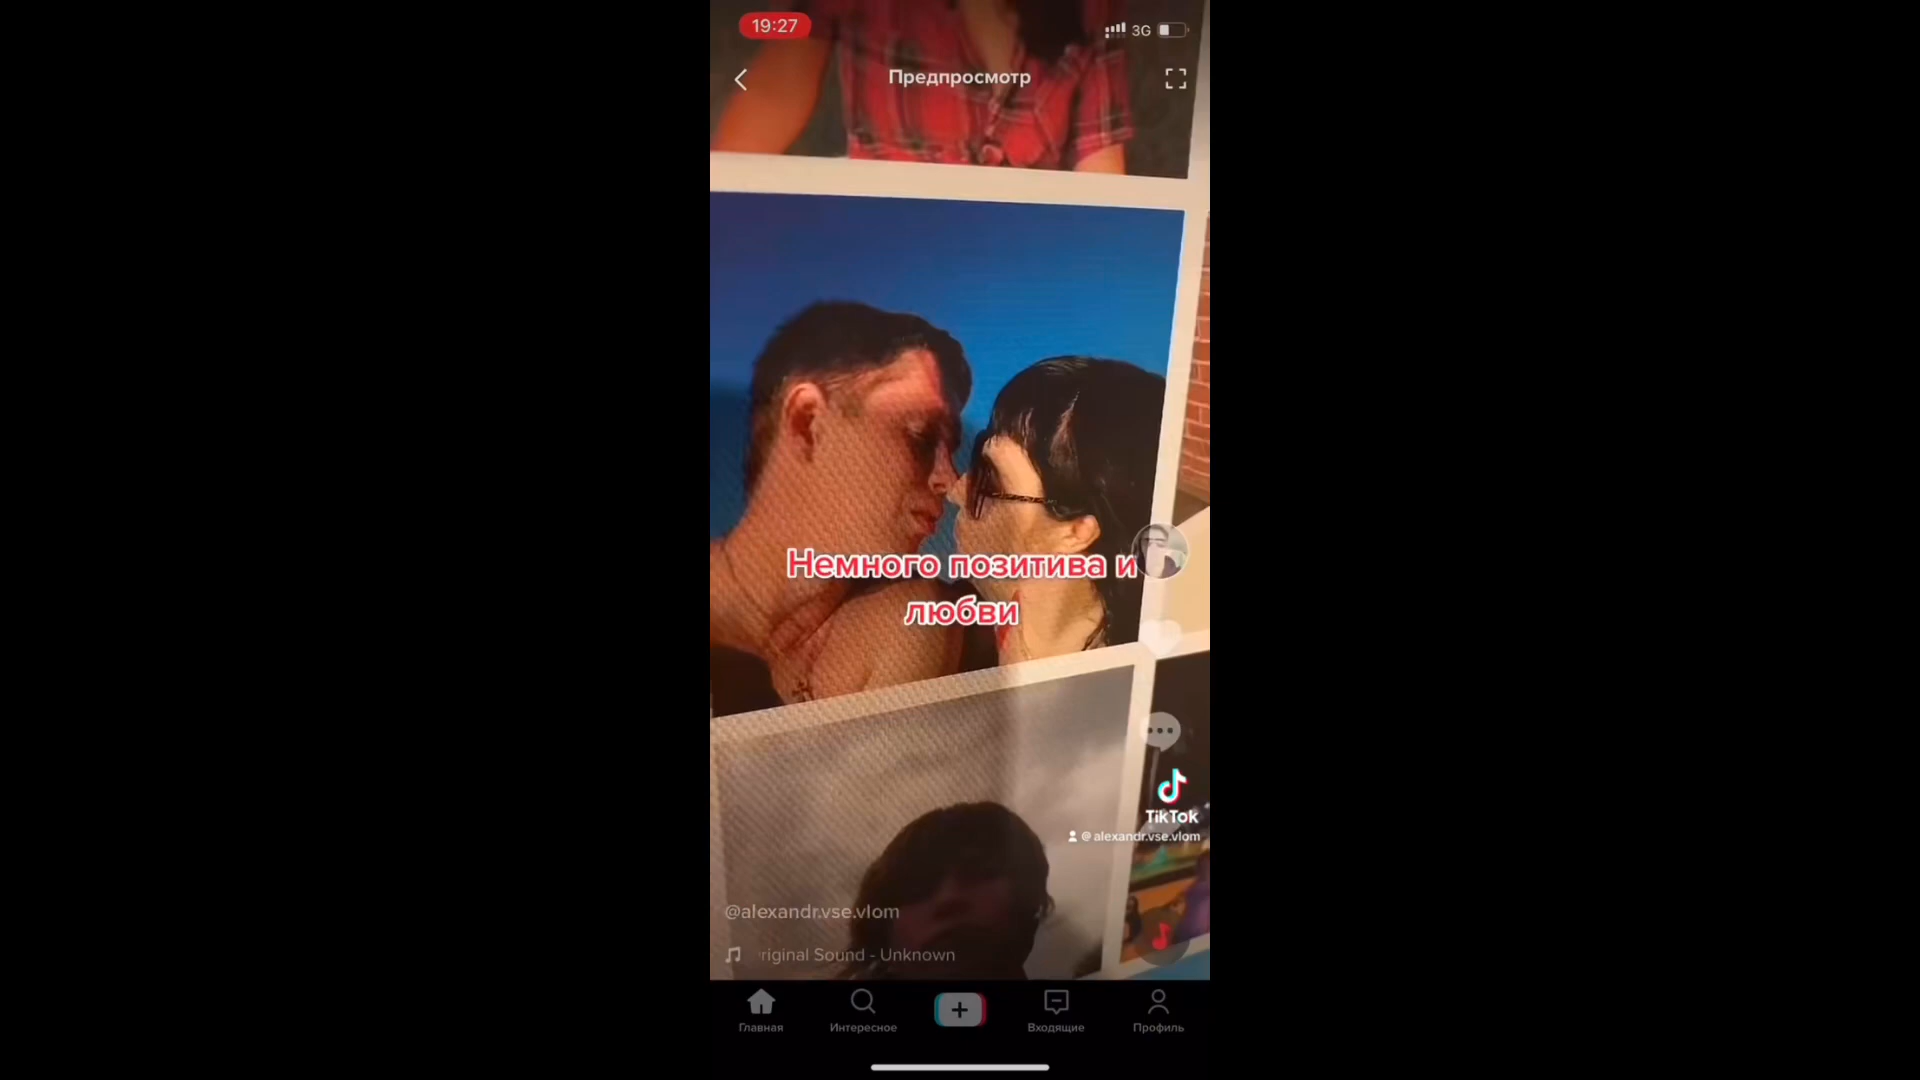 19:27
3G
Предпросмотр
Немного позитива и
любви
TikTok
@alexandr.vse.vlom
@alexandr.vse.vlom
riginal Sound - Unknown
Главная
Интересное
Входящие
Профиль